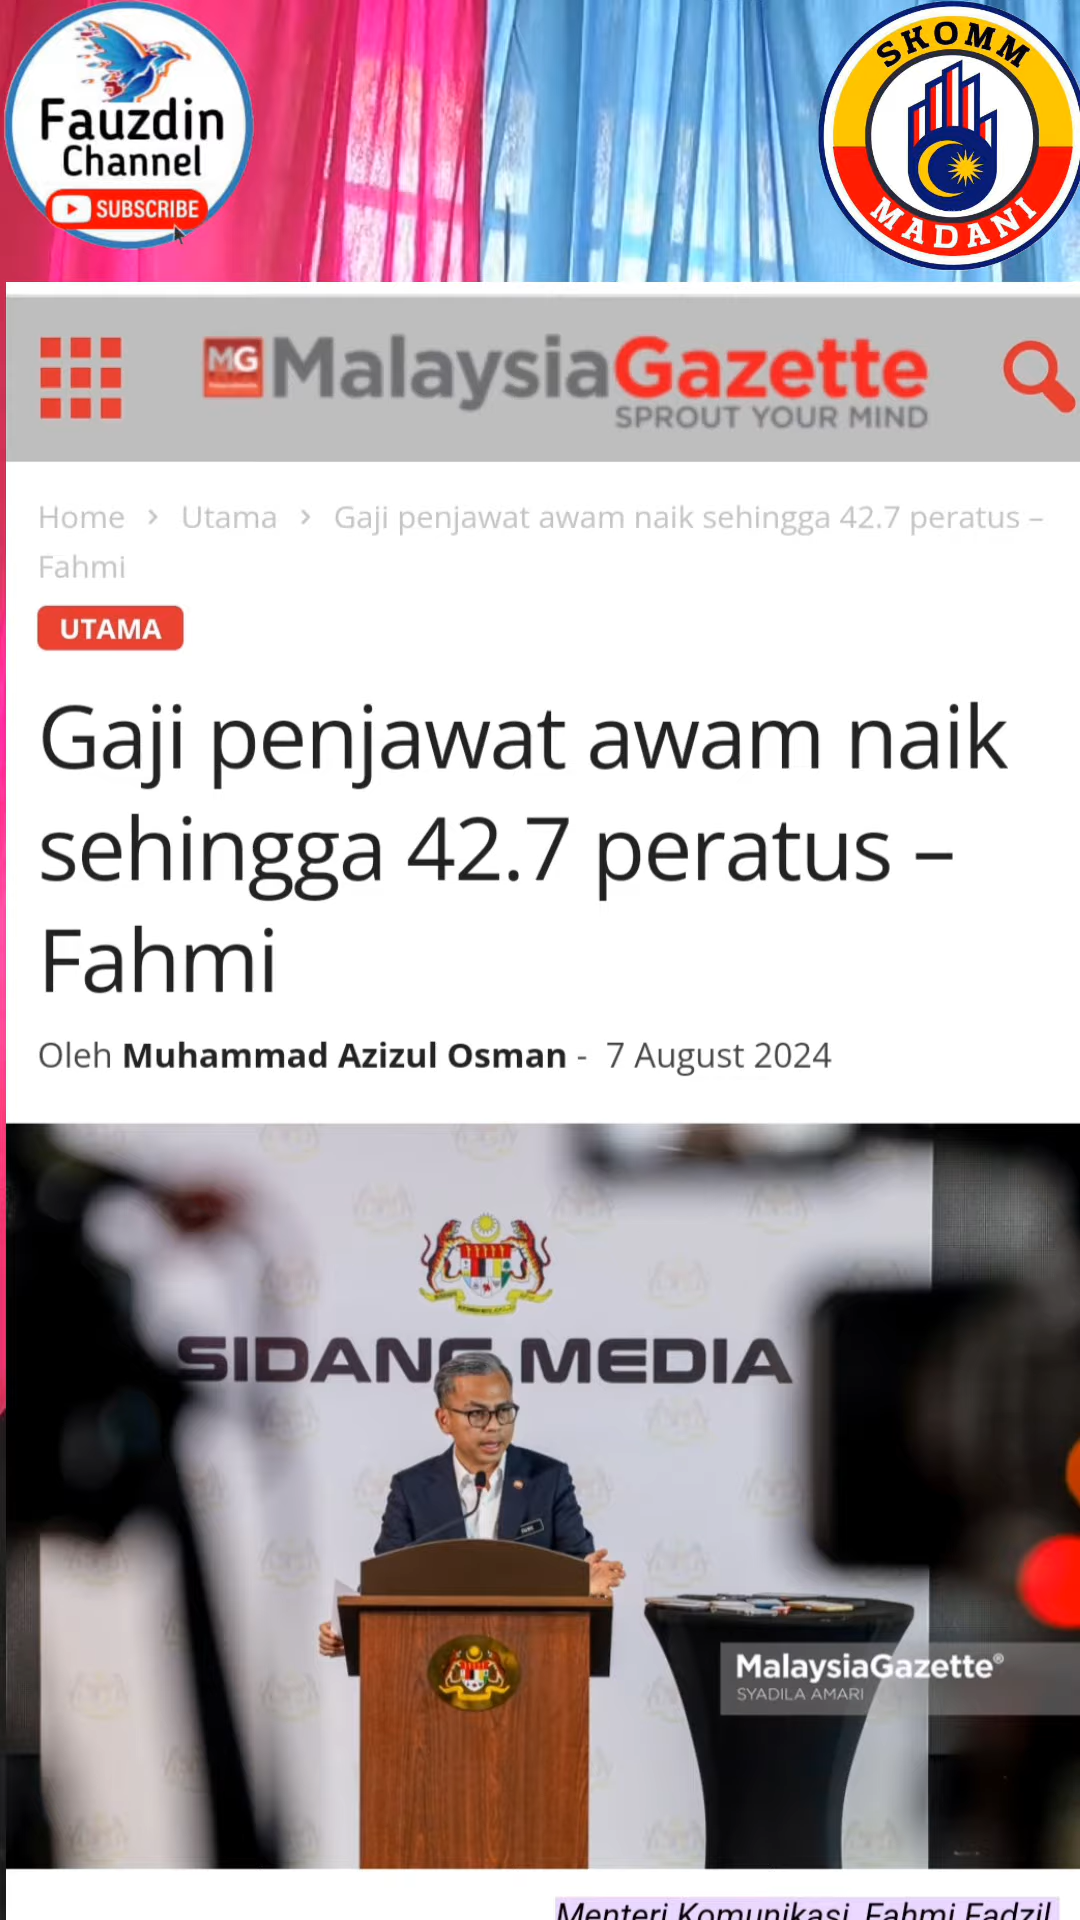 Fauzdin
Channel
SUBSCRIBE
SKOMM
MADANI
MG
MalaysiaGazette
SPROUT YOUR MIND
Home > Utama > Gaji penjawat awam naik sehingga 42.7 peratus –
Fahmi
UTAMA
Gaji penjawat awam naik
sehingga 42.7 peratus –
Fahmi
Oleh Muhammad Azizul Osman - 7 August 2024
SIDANG MEDIA
MalaysiaGazette®
SYADILA AMARI
Menteri Komunikasi, Fahmi Fadzil